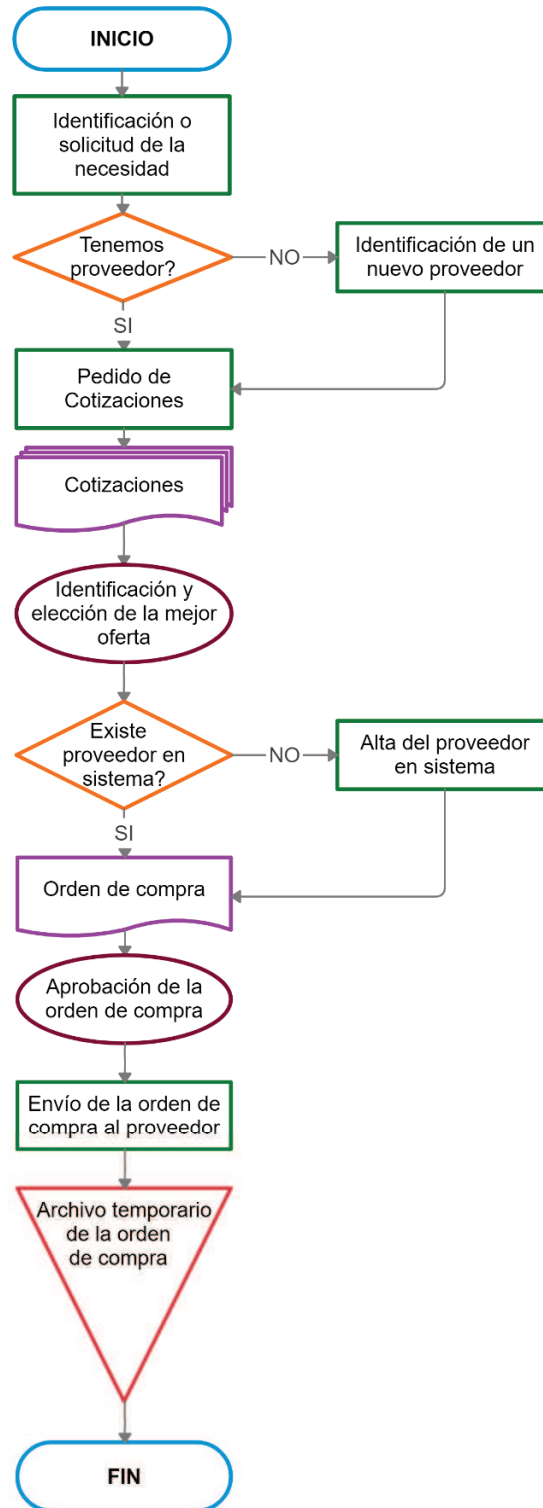 INICIO
Identificación o
solicitud de la
necesidad
Tenemos
proveedor?
NO
Identificación de un
nuevo proveedor
SI
Pedido de
Cotizaciones
Cotizaciones
Identificación y
elección de la mejor
oferta
Existe
proveedor en
sistema?
NO
Alta del proveedor
en sistema
SI
Orden de compra
Aprobación de la
orden de compra
Envío de la orden de
compra al proveedor
Archivo temporario
de la orden
de compra
FIN